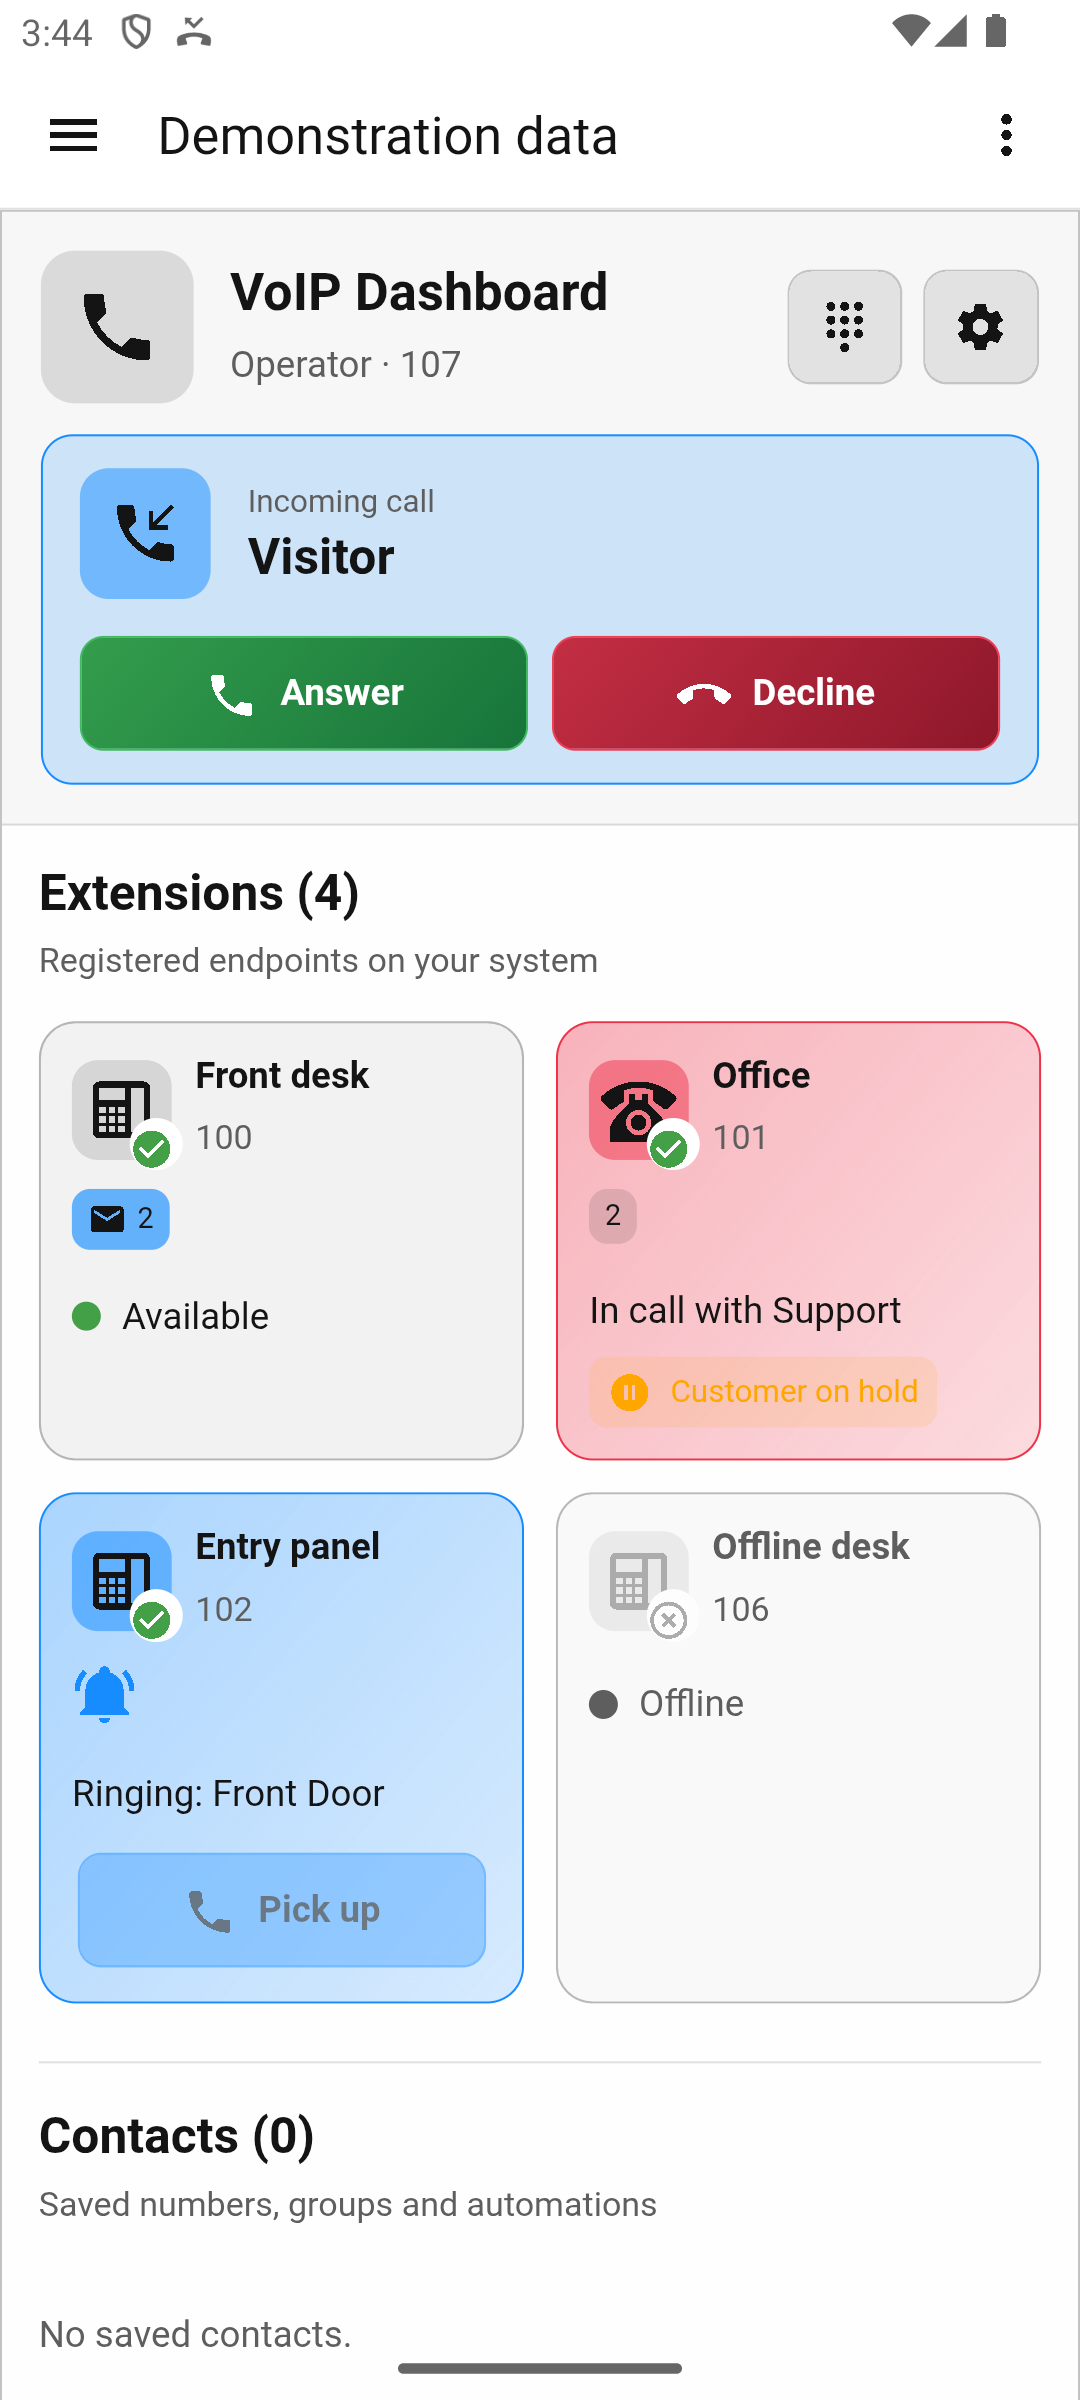 3:44
Demonstration data
VoIP Dashboard
Operator · 107
Incoming call
Visitor
Answer
Decline
Extensions (4)
Registered endpoints on your system
Front desk
100
2
Available
Office
101
2
In call with Support
Customer on hold
Entry panel
102
Ringing: Front Door
Pick up
Offline desk
106
Offline
Contacts (0)
Saved numbers, groups and automations
No saved contacts.